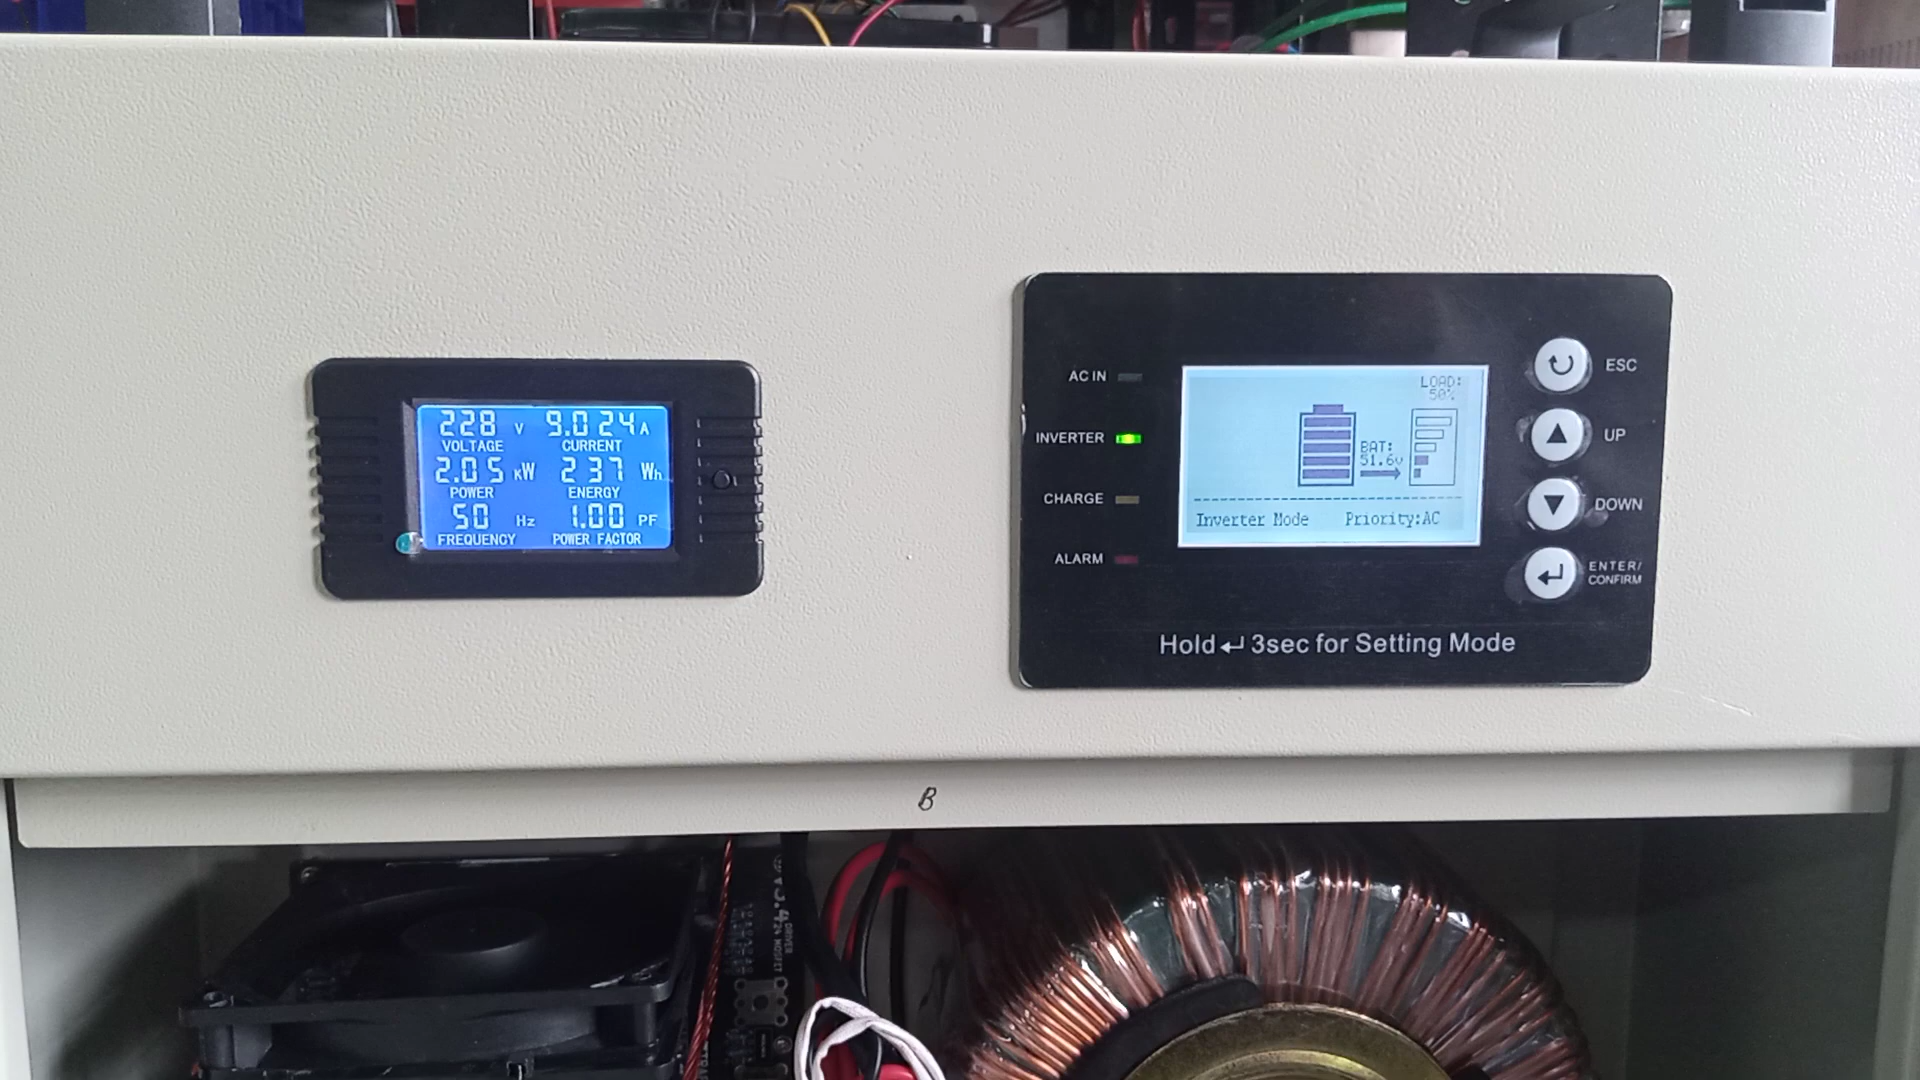 228 V 9.024 A
VOLTAGE CURRENT
2.05 KW 237 Wh
POWER ENERGY
50 Hz 1.00 PF
FREQUENCY POWER FACTOR
AC IN
INVERTER
CHARGE
ALARM
LOAD:
50%
BAT:
51.6v
Inverter Mode Priority:AC
ESC
UP
DOWN
ENTER/
CONFIRM
Hold ↵ 3sec for Setting Mode
B
DRIVER
MOSFET